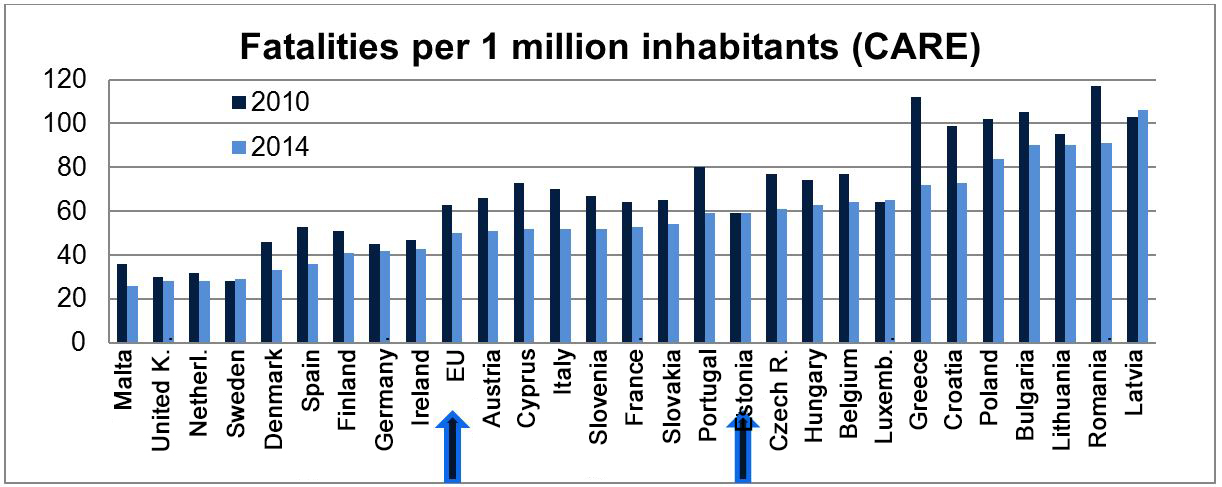 Fatalities per 1 million inhabitants (CARE)
120
100
80
60
40
20
0
2010
2014
Malta
United K.
Netherl.
Sweden
Denmark
Spain
Finland
Germany
Ireland
EU
Austria
Cyprus
Italy
Slovenia
France
Slovakia
Portugal
Estonia
Czech R.
Hungary
Belgium
Luxemb.
Greece
Croatia
Poland
Bulgaria
Lithuania
Romania
Latvia